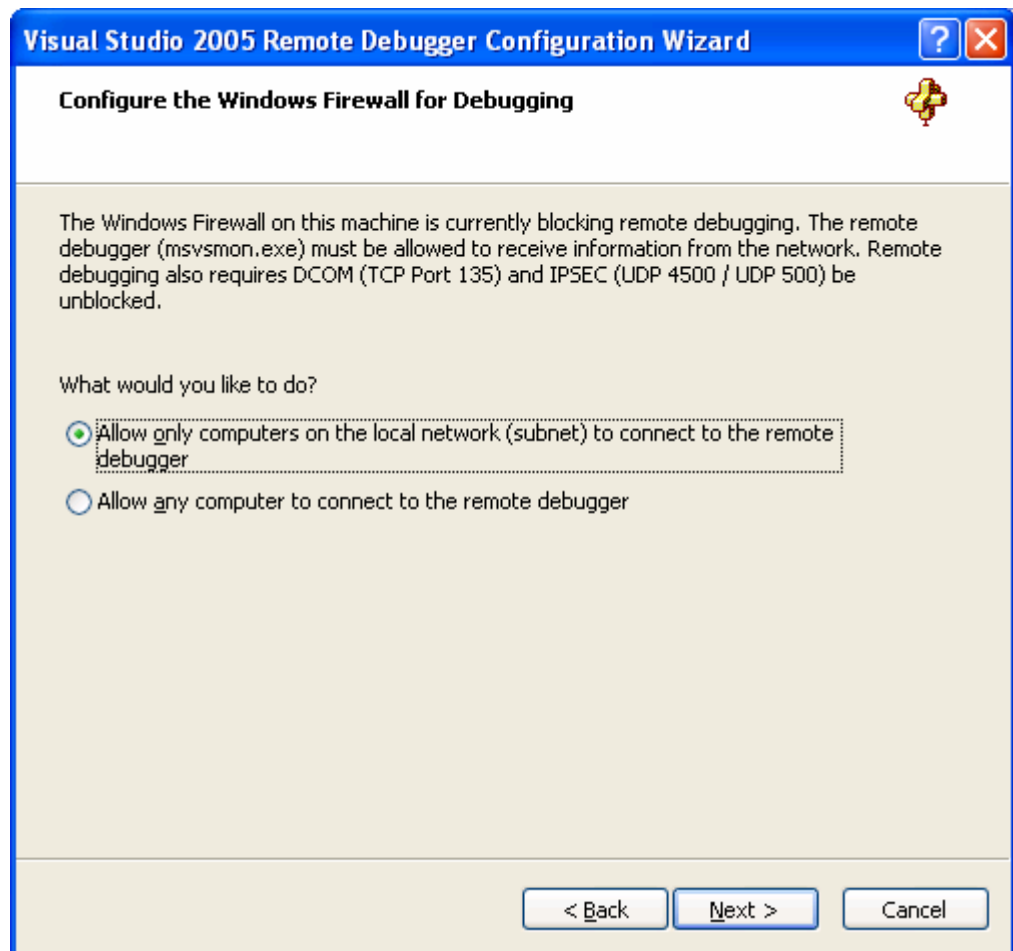 Visual Studio 2005 Remote Debugger Configuration Wizard
Configure the Windows Firewall for Debugging
The Windows Firewall on this machine is currently blocking remote debugging. The remote
debugger (msvsmon.exe) must be allowed to receive information from the network. Remote
debugging also requires DCOM (TCP Port 135) and IPSEC (UDP 4500 / UDP 500) be
unblocked.
What would you like to do?
Allow only computers on the local network (subnet) to connect to the remote
debugger
Allow any computer to connect to the remote debugger
< Back Next > Cancel